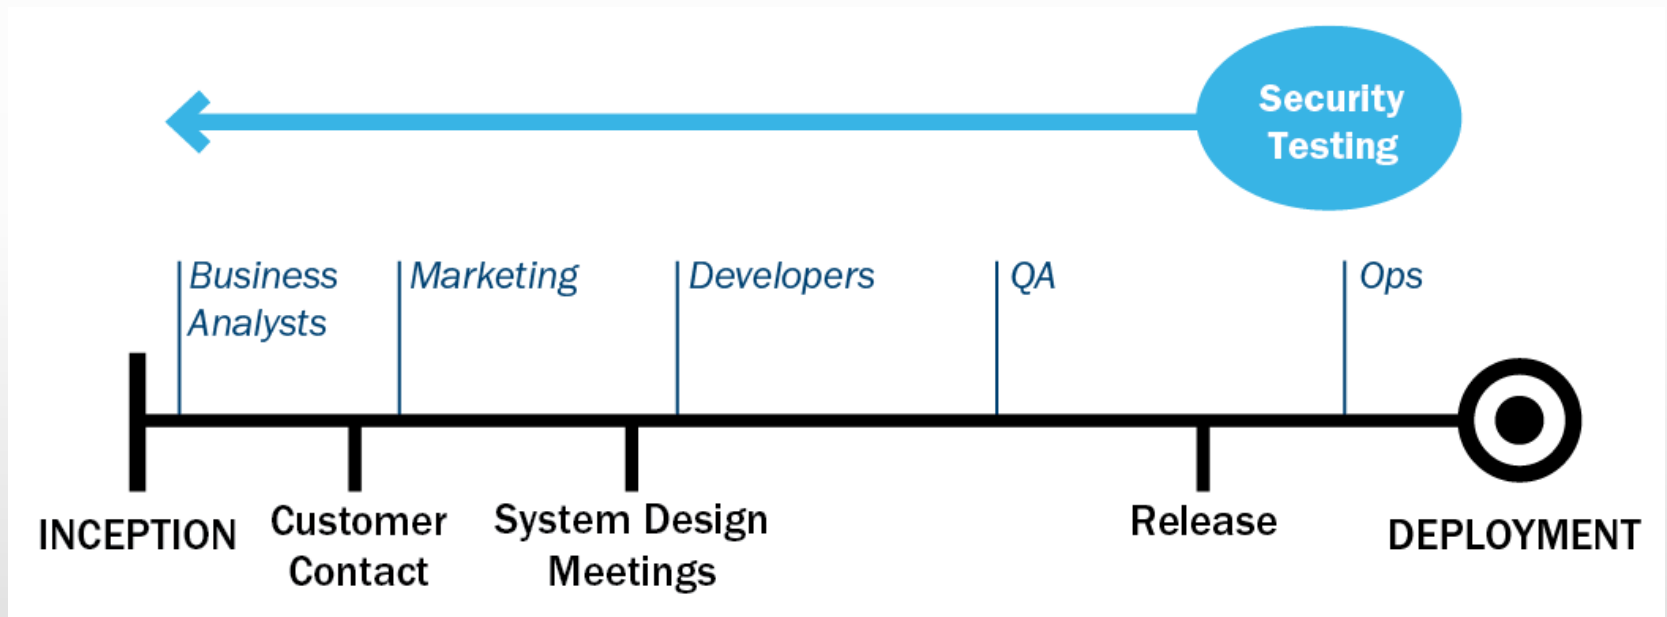 Security
Testing
Business
Analysts
Marketing
Developers
QA
Ops
INCEPTION
Customer
Contact
System Design
Meetings
Release
DEPLOYMENT